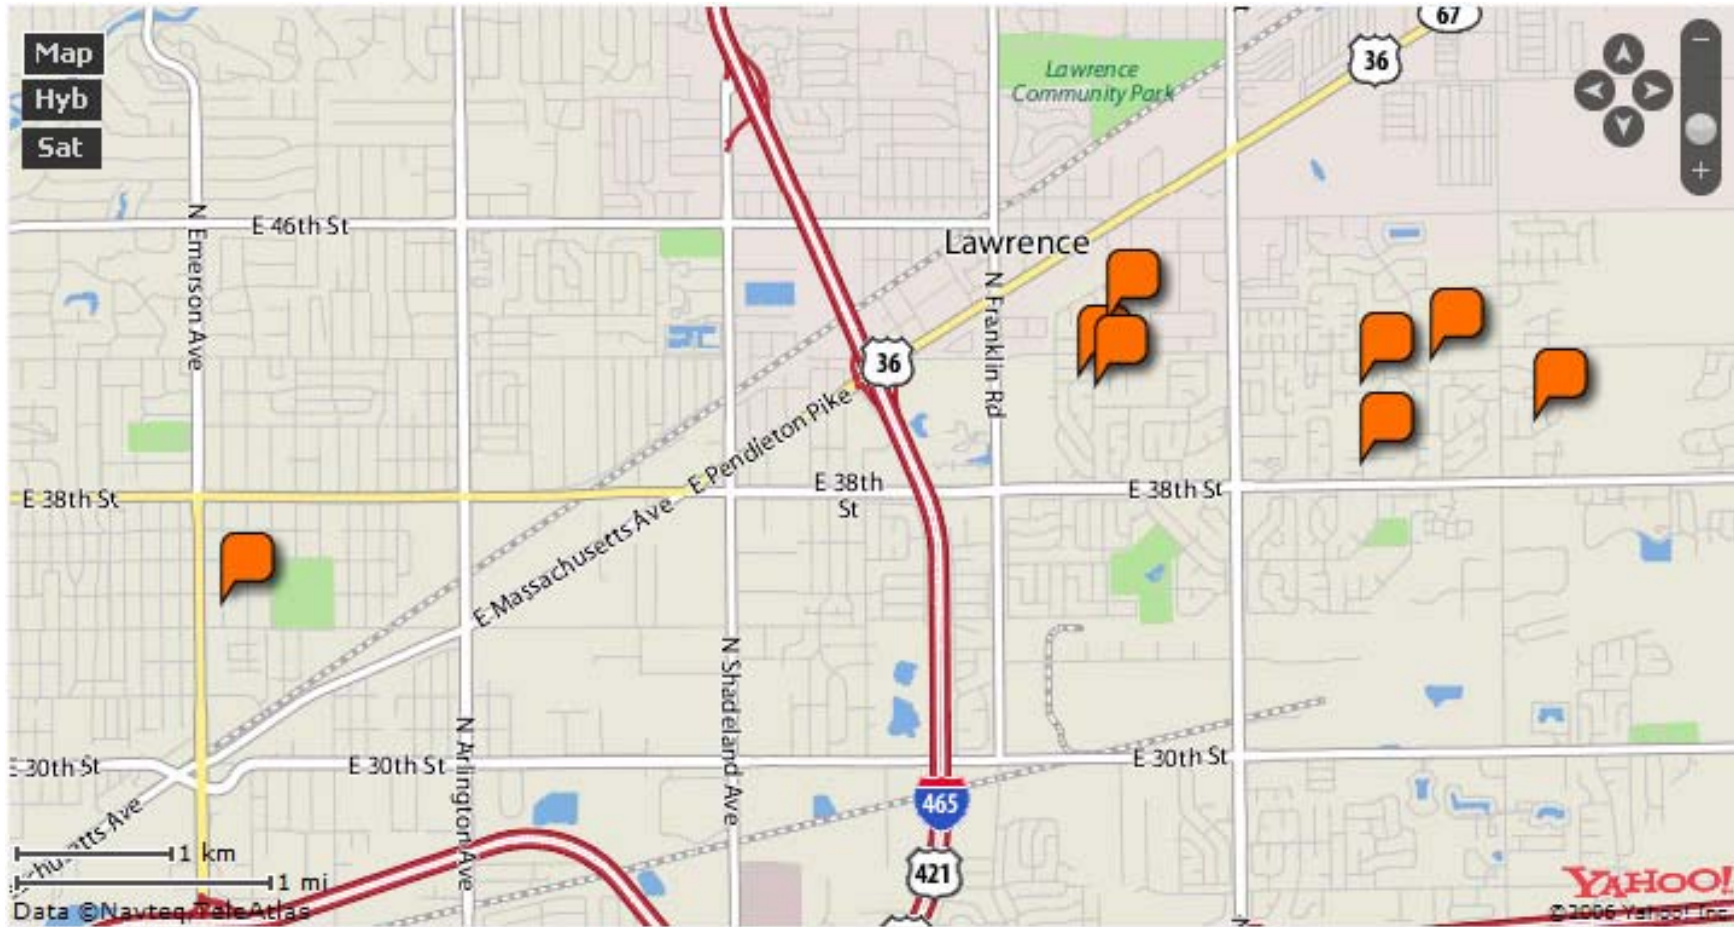 Map
Hyb
Sat
67
36
Lawrence
Community Park
N Emerson Ave
E 46th St
Lawrence
N Franklin Rd
36
E Pendleton Pike
E 38th St
E 38th
St
E 38th St
E Massachusetts Ave
N Shadeland Ave
N Arlington Ave
E 30th St
E 30th St
E 30th St
465
421
1 km
1 mi
Data ©Navteq, TeleAtlas
YAHOO!
©2006 Yahoo! Inc